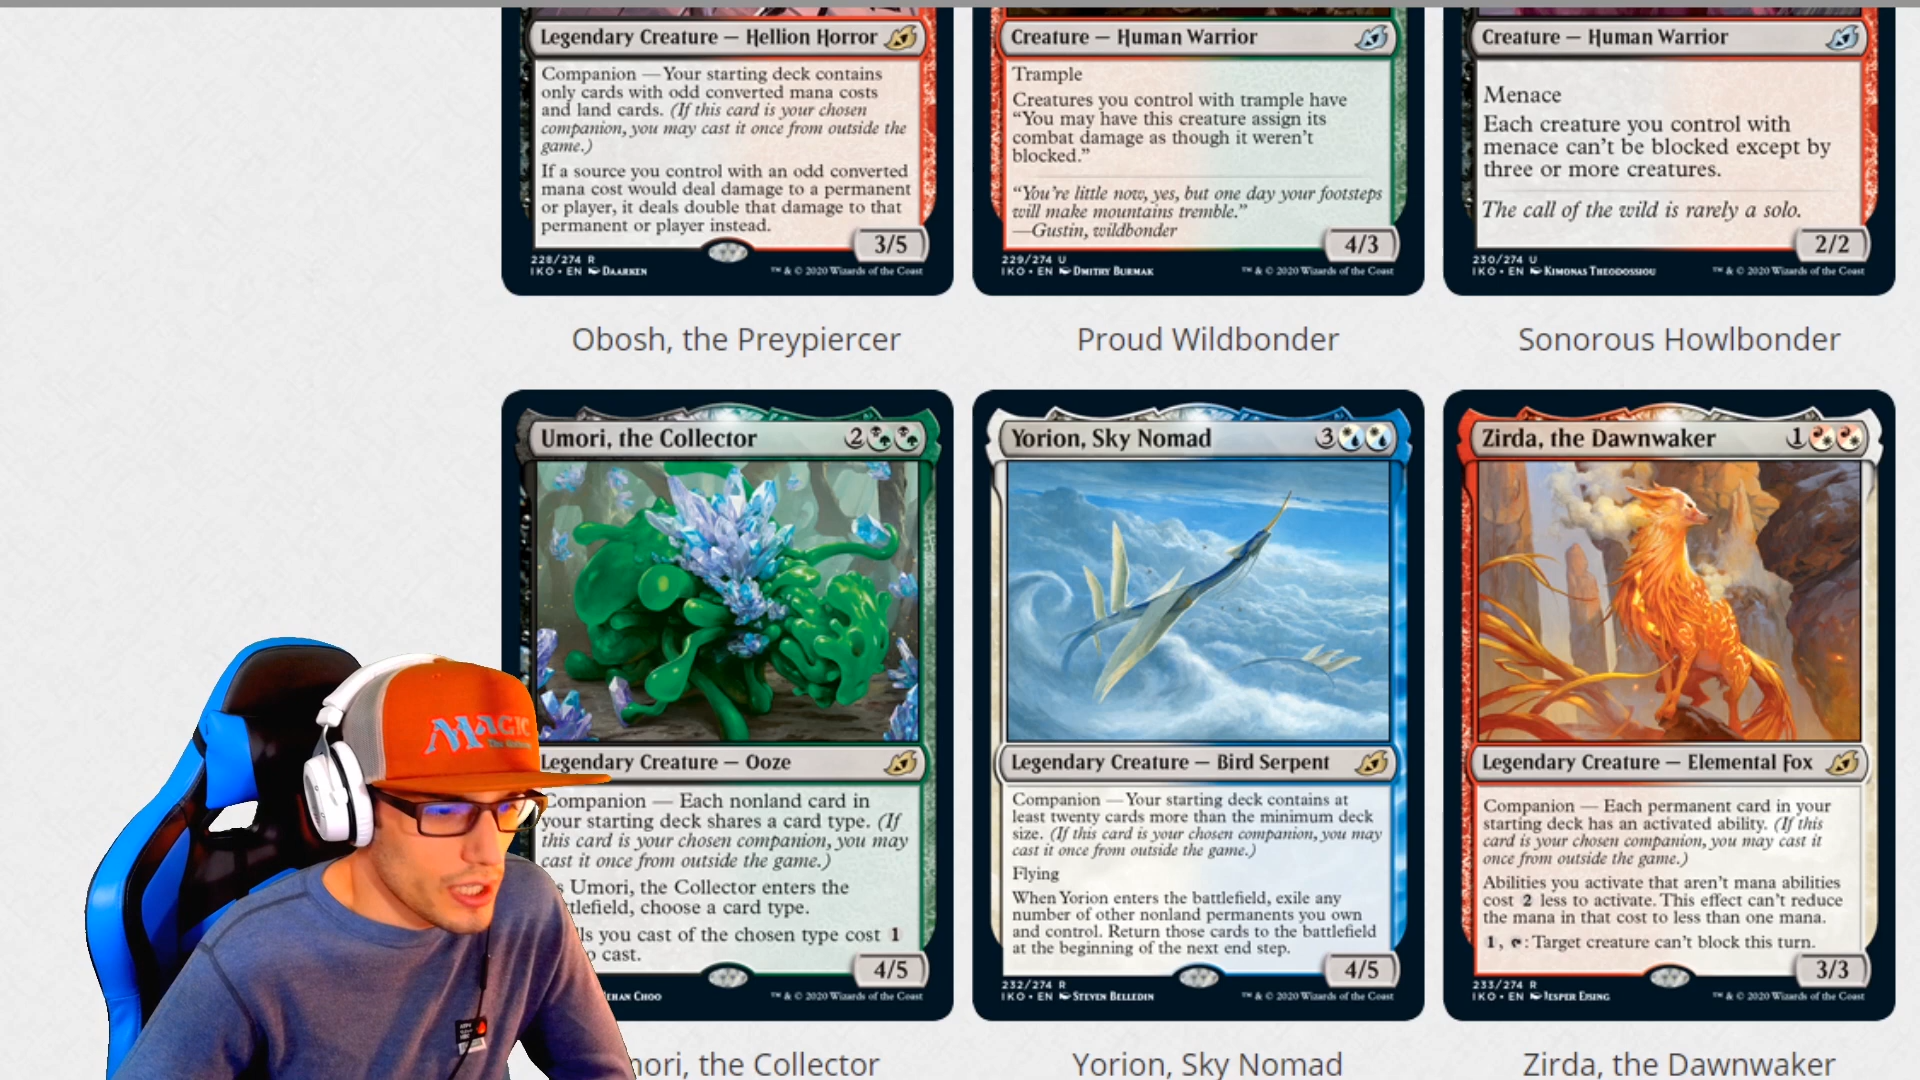 Legendary Creature — Hellion Horror
Companion — Your starting deck contains
only cards with odd converted mana costs
and land cards. (If this card is your chosen
companion, you may cast it once from outside the
game.)
If a source you control with an odd converted
mana cost would deal damage to a permanent
or player, it deals double that damage to that
permanent or player instead.
3/5
228/274 R
IKO • EN Daarken
™ & © 2020 Wizards of the Coast
Obosh, the Preypiercer
Creature — Human Warrior
Trample
Creatures you control with trample have
“You may have this creature assign its
combat damage as though it weren’t
blocked.”
“You’re little now, yes, but one day your footsteps
will make mountains tremble.”
—Gustin, wildbonder
4/3
229/274 U
IKO • EN Dmitry Burmak
™ & © 2020 Wizards of the Coast
Proud Wildbonder
Creature — Human Warrior
Menace
Each creature you control with
menace can’t be blocked except by
three or more creatures.
The call of the wild is rarely a solo.
2/2
230/274 U
IKO • EN Kimonas Theodossiou
™ & © 2020 Wizards of the Coast
Sonorous Howlbonder
Umori, the Collector 2
Legendary Creature — Ooze
Companion — Each nonland card in
your starting deck shares a card type. (If
this card is your chosen companion, you may
cast it once from outside the game.)
Umori, the Collector enters the
tlefield, choose a card type.
ls you cast of the chosen type cost 1
o cast.
4/5
ehan Choo
™ & © 2020 Wizards of the Coast
mori, the Collector
Yorion, Sky Nomad 3
Legendary Creature — Bird Serpent
Companion — Your starting deck contains at
least twenty cards more than the minimum deck
size. (If this card is your chosen companion, you may
cast it once from outside the game.)
Flying
When Yorion enters the battlefield, exile any
number of other nonland permanents you own
and control. Return those cards to the battlefield
at the beginning of the next end step.
4/5
232/274 R
IKO • EN Steven Belledin
™ & © 2020 Wizards of the Coast
Yorion, Sky Nomad
Zirda, the Dawnwaker 1
Legendary Creature — Elemental Fox
Companion — Each permanent card in your
starting deck has an activated ability. (If this
card is your chosen companion, you may cast it
once from outside the game.)
Abilities you activate that aren’t mana abilities
cost 2 less to activate. This effect can’t reduce
the mana in that cost to less than one mana.
1, : Target creature can’t block this turn.
3/3
233/274 R
IKO • EN Jesper Ejsing
™ & © 2020 Wizards of the Coast
Zirda, the Dawnwaker
Magic